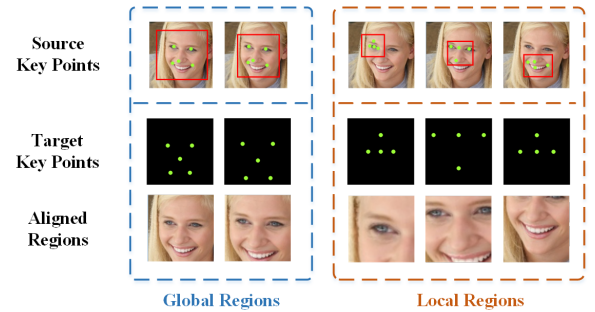 Source
Key Points
Target
Key Points
Aligned
Regions
Global Regions
Local Regions